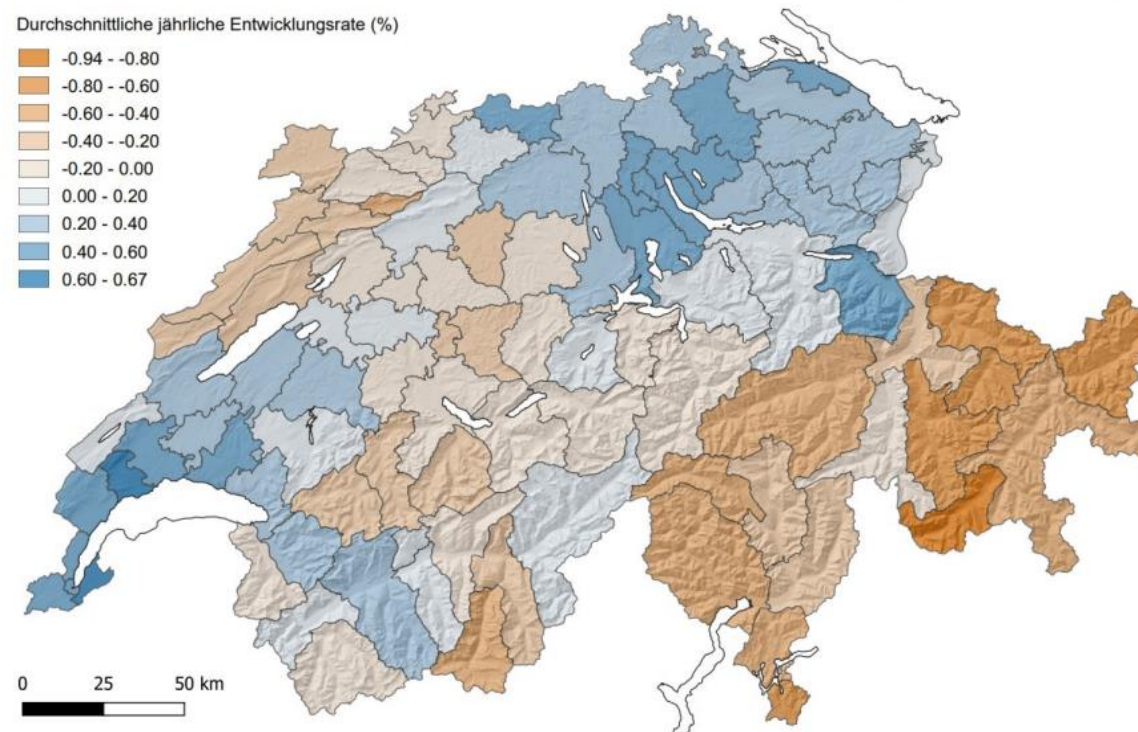 Durchschnittliche jährliche Entwicklungsrate (%)
-0.94 - -0.80
-0.80 - -0.60
-0.60 - -0.40
-0.40 - -0.20
-0.20 - 0.00
0.00 - 0.20
0.20 - 0.40
0.40 - 0.60
0.60 - 0.67
0 25 50 km